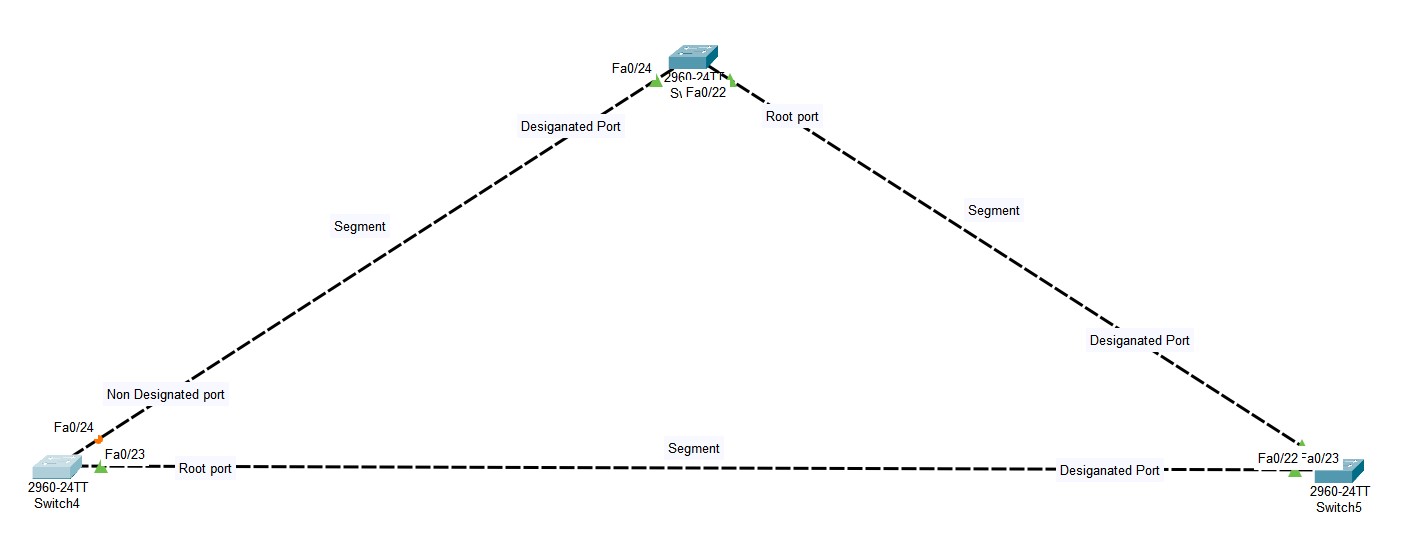 Fa0/24
2960-24TT
Fa0/22
Root port
Desiganated Port
Segment
Segment
Desiganated Port
Non Designated port
Fa0/24
Fa0/23
Segment
Fa0/22
Fa0/23
Root port
Desiganated Port
2960-24TT
Switch4
2960-24TT
Switch5